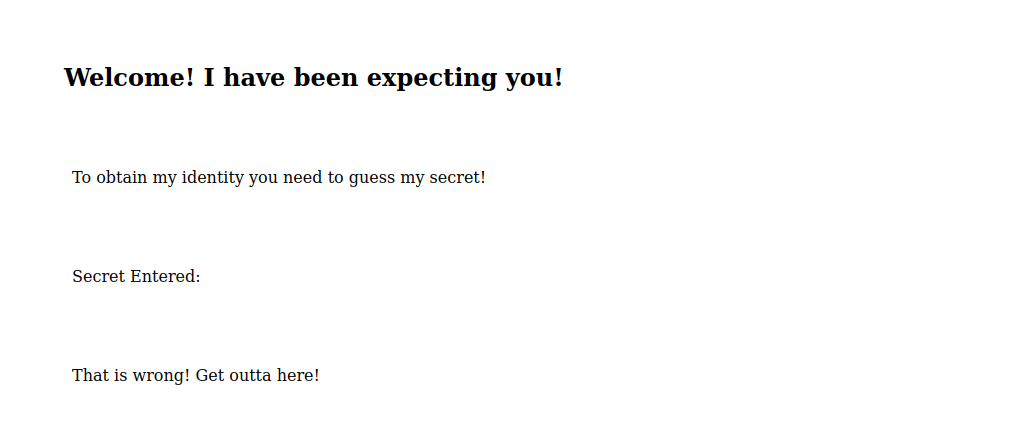 Welcome! I have been expecting you!
To obtain my identity you need to guess my secret!
Secret Entered:
That is wrong! Get outta here!